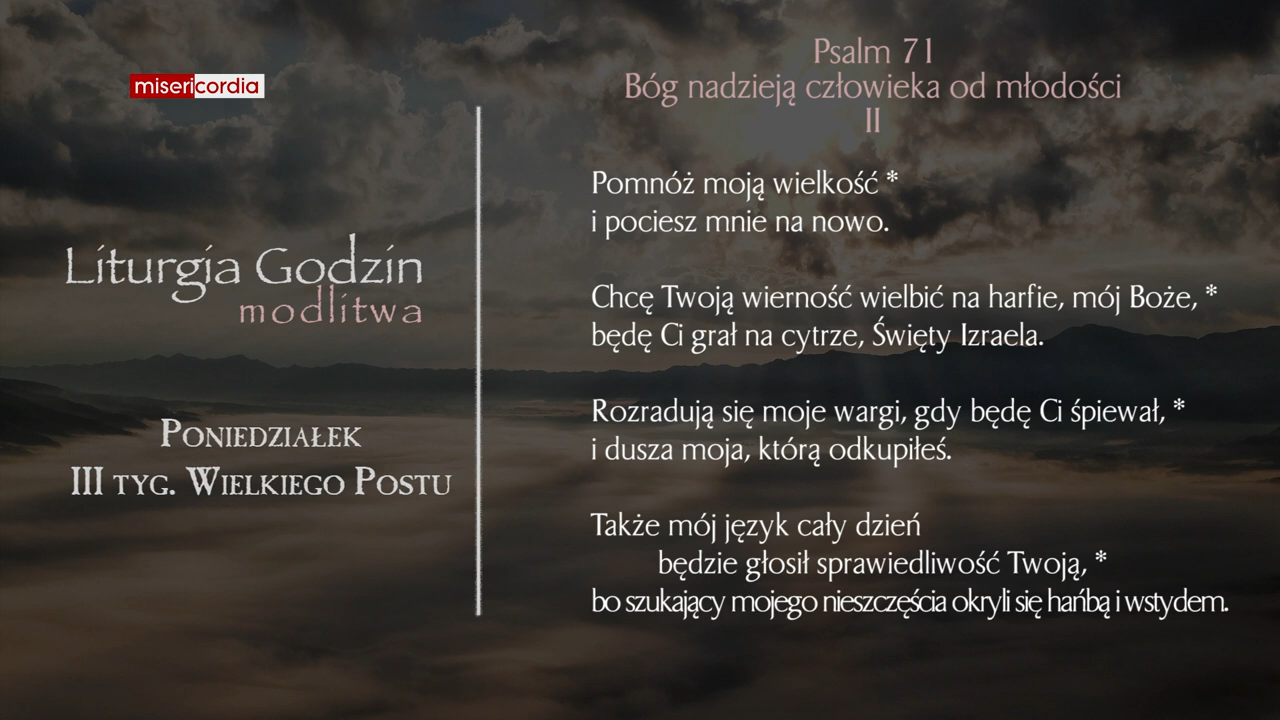 misericordia
Liturgia Godzin
modlitwa
Poniedziałek
III tyg. Wielkiego Postu
Psalm 71
Bóg nadzieją człowieka od młodości
II
Pomnóż moją wielkość *
i pociesz mnie na nowo.
Chcę Twoją wierność wielbić na harfie, mój Boże, *
będę Ci grał na cytrze, Święty Izraela.
Rozradują się moje wargi, gdy będę Ci śpiewał, *
i dusza moja, którą odkupiłeś.
Także mój język cały dzień
będzie głosił sprawiedliwość Twoją, *
bo szukający mojego nieszczęścia okryli się hańbą i wstydem.